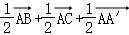 1/2 AB⃗ + 1/2 AC⃗ + 1/2 AA′⃗